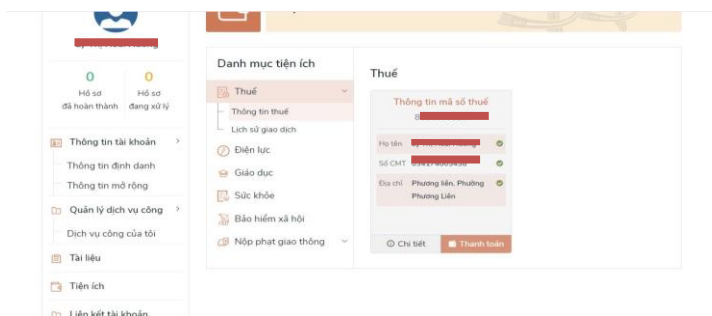 0
0
Hồ sơ
đã hoàn thành
Hồ sơ
đang xử lý
Thông tin tài khoản
Thông tin định danh
Thông tin mở rộng
Quản lý dịch vụ công
Dịch vụ công của tôi
Tài liệu
Tiện ích
Liên kết tài khoản
Danh mục tiện ích
Thuế
Thông tin thuế
Lịch sử giao dịch
Điện lực
Giáo dục
Sức khỏe
Bảo hiểm xã hội
Nộp phạt giao thông
Thuế
Thông tin mã số thuế
8
Họ tên
Số CMT
Địa chỉ
Phương liên, Phường
Phương Liên
Chi tiết
Thanh toán